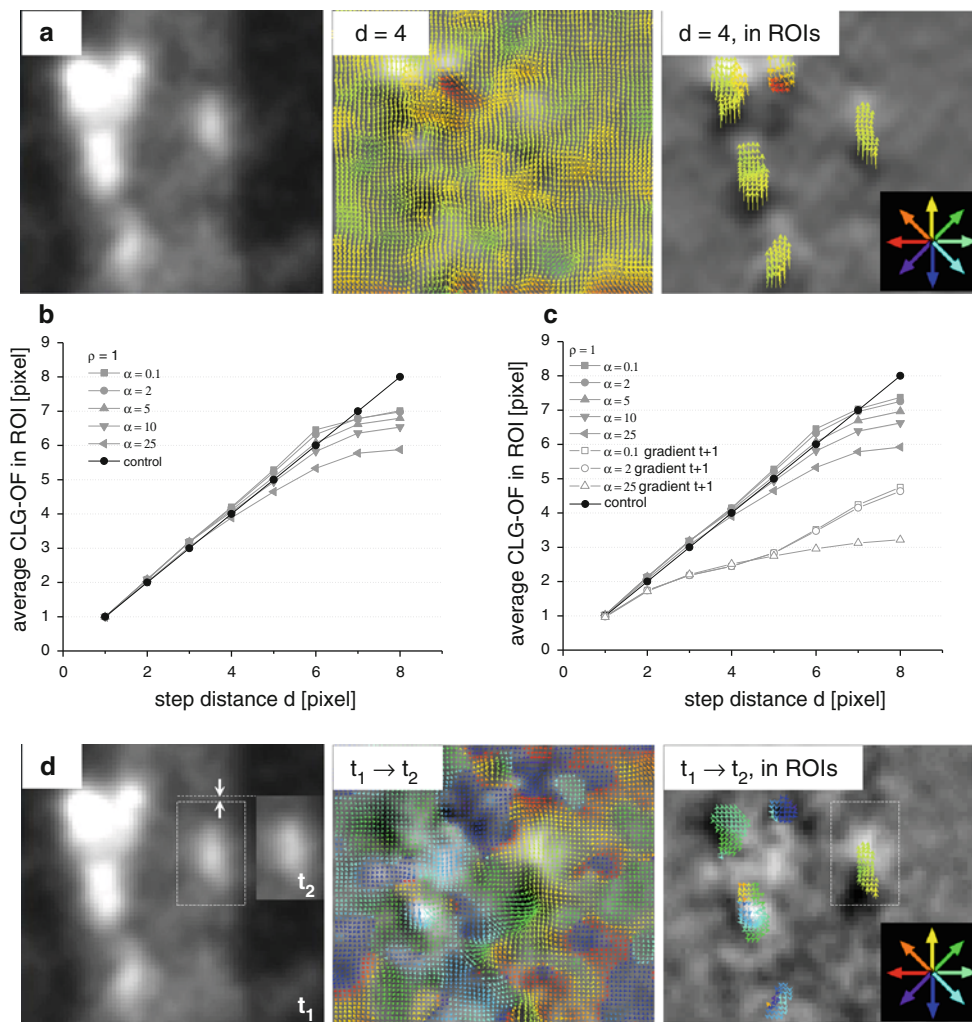 a
d = 4
d = 4, in ROIs
b
average CLG-OF in ROI [pixel]
9
8
7
6
5
4
3
2
1
0
ρ = 1
α = 0.1
α = 2
α = 5
α = 10
α = 25
control
0 2 4 6 8
step distance d [pixel]
c
average CLG-OF in ROI [pixel]
9
8
7
6
5
4
3
2
1
0
ρ = 1
α = 0.1
α = 2
α = 5
α = 10
α = 25
α = 0.1 gradient t+1
α = 2 gradient t+1
α = 25 gradient t+1
control
0 2 4 6 8
step distance d [pixel]
d
t₂
t₁
t₁ → t₂
t₁ → t₂, in ROIs